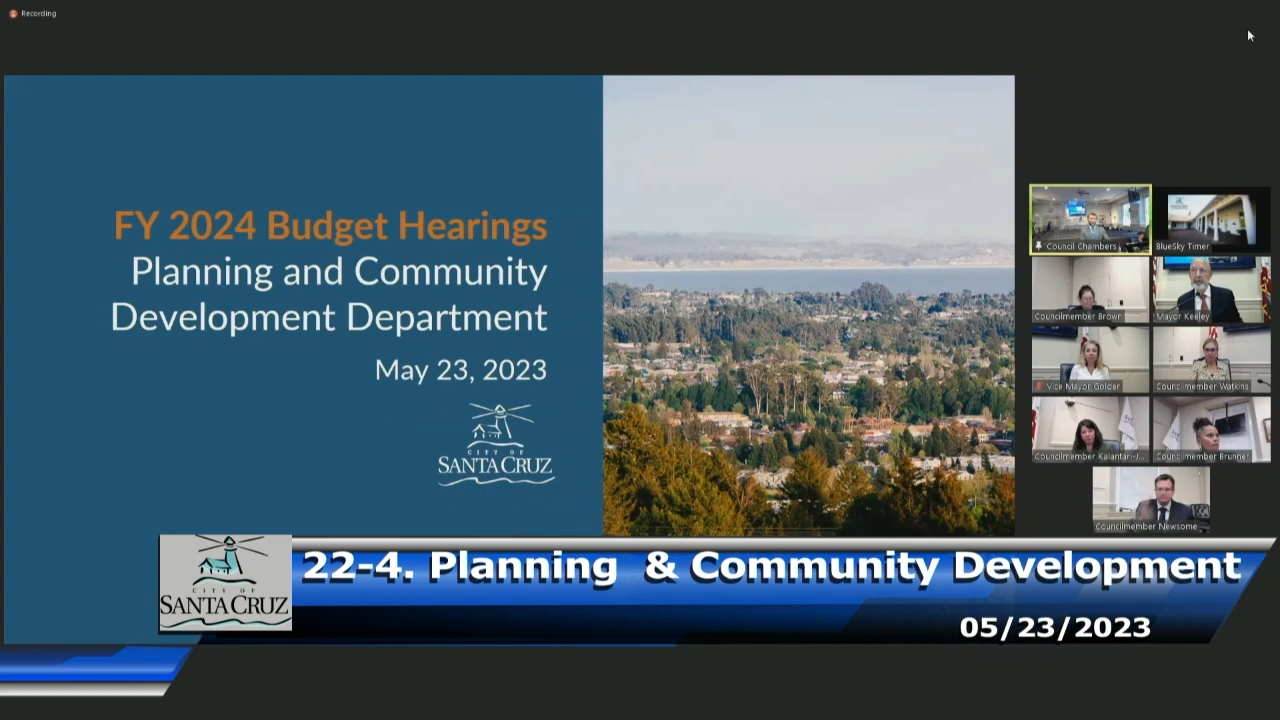 Recording
FY 2024 Budget Hearings
Planning and Community
Development Department
May 23, 2023
CITY OF
SANTA CRUZ
Council Chambers
BlueSky Timer
Councilmember Brown
Mayor Keeley
Vice Mayor Golder
Councilmember Watkins
Councilmember Kalantari-J...
Councilmember Brunner
Councilmember Newsome
CITY OF
SANTA CRUZ
22-4. Planning & Community Development
05/23/2023